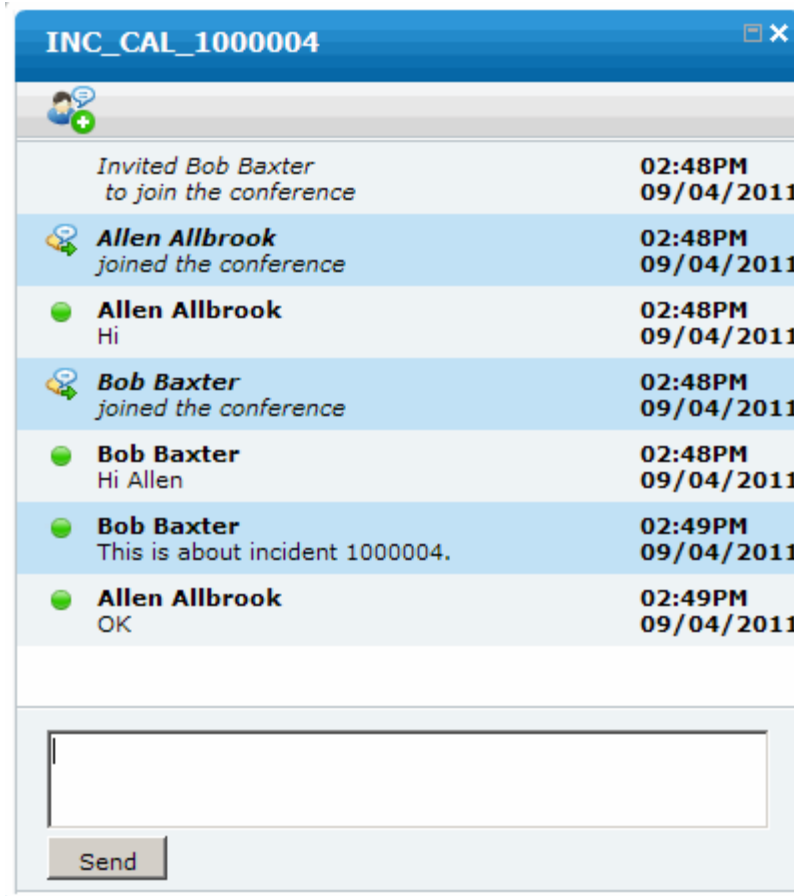 INC_CAL_1000004
Invited Bob Baxter 02:48PM
to join the conference 09/04/2011
Allen Allbrook 02:48PM
joined the conference 09/04/2011
Allen Allbrook 02:48PM
Hi 09/04/2011
Bob Baxter 02:48PM
joined the conference 09/04/2011
Bob Baxter 02:48PM
Hi Allen 09/04/2011
Bob Baxter 02:49PM
This is about incident 1000004. 09/04/2011
Allen Allbrook 02:49PM
OK 09/04/2011
Send